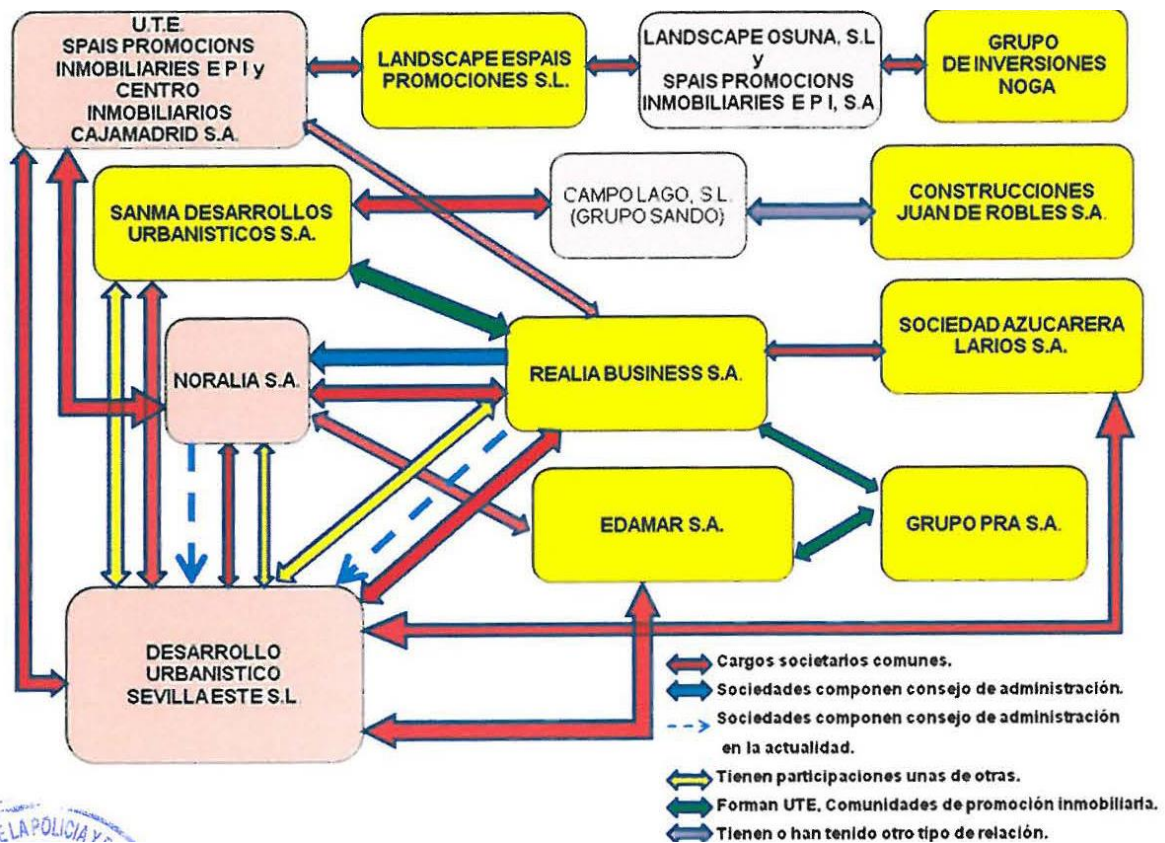 U.T.E.
SPAIS PROMOCIONS
INMOBILIARIES E P I y
CENTRO
INMOBILIARIOS
CAJAMADRID S.A.
LANDSCAPE ESPAIS
PROMOCIONES S.L.
LANDSCAPE OSUNA, S.L
y
SPAIS PROMOCIONS
INMOBILIARIES E P I, S.A
GRUPO
DE INVERSIONES
NOGA
SANMA DESARROLLOS
URBANISTICOS S.A.
CAMPO LAGO, S.L.
(GRUPO SANDO)
CONSTRUCCIONES
JUAN DE ROBLES S.A.
NORALIA S.A.
REALIA BUSINESS S.A.
SOCIEDAD AZUCARERA
LARIOS S.A.
EDAMAR S.A.
GRUPO PRA S.A.
DESARROLLO
URBANISTICO
SEVILLA ESTE S.L
Cargos societarios comunes.
Sociedades componen consejo de administración.
Sociedades componen consejo de administración
en la actualidad.
Tienen participaciones unas de otras.
Forman UTE, Comunidades de promoción inmobiliaria.
Tienen o han tenido otro tipo de relación.
DE LA POLICIA Y